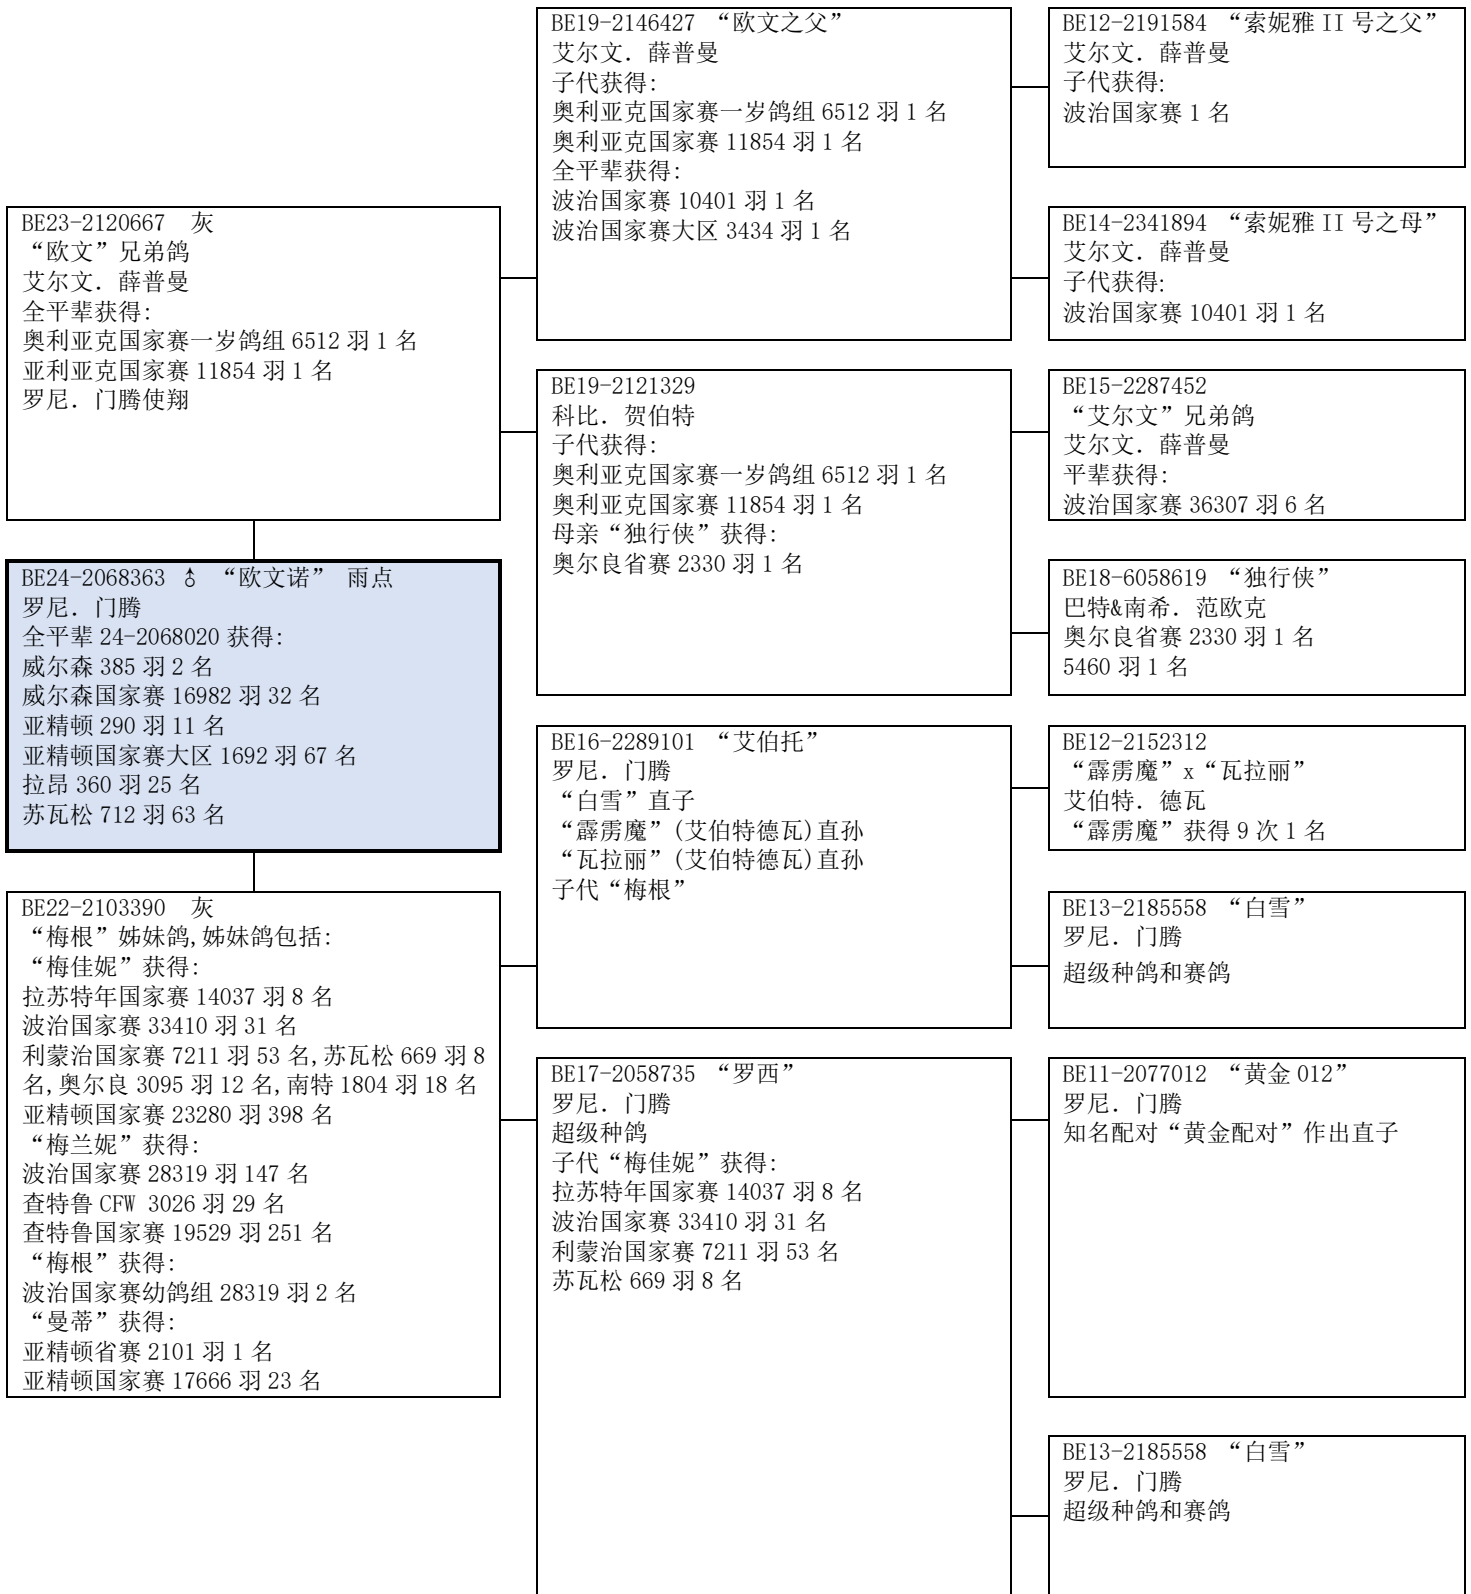 BE19-2146427 “欧文之父”
艾尔文. 薛普曼
子代获得:
奥利亚克国家赛一岁鸽组 6512 羽 1 名
奥利亚克国家赛 11854 羽 1 名
全平辈获得:
波治国家赛 10401 羽 1 名
波治国家赛大区 3434 羽 1 名
BE12-2191584 “索妮雅 II 号之父”
艾尔文. 薛普曼
子代获得:
波治国家赛 1 名
BE14-2341894 “索妮雅 II 号之母”
艾尔文. 薛普曼
子代获得:
波治国家赛 10401 羽 1 名
BE23-2120667 灰
“欧文”兄弟鸽
艾尔文. 薛普曼
全平辈获得:
奥利亚克国家赛一岁鸽组 6512 羽 1 名
亚利亚克国家赛 11854 羽 1 名
罗尼. 门腾使翔
BE19-2121329
科比. 贺伯特
子代获得:
奥利亚克国家赛一岁鸽组 6512 羽 1 名
奥利亚克国家赛 11854 羽 1 名
母亲“独行侠”获得:
奥尔良省赛 2330 羽 1 名
BE15-2287452
“艾尔文”兄弟鸽
艾尔文. 薛普曼
平辈获得:
波治国家赛 36307 羽 6 名
BE18-6058619 “独行侠”
巴特&南希. 范欧克
奥尔良省赛 2330 羽 1 名
5460 羽 1 名
BE24-2068363 ♂ “欧文诺” 雨点
罗尼. 门腾
全平辈 24-2068020 获得:
威尔森 385 羽 2 名
威尔森国家赛 16982 羽 32 名
亚精顿 290 羽 11 名
亚精顿国家赛大区 1692 羽 67 名
拉昂 360 羽 25 名
苏瓦松 712 羽 63 名
BE16-2289101 “艾伯托”
罗尼. 门腾
“白雪”直子
“霹雳魔”(艾伯特德瓦)直孙
“瓦拉丽”(艾伯特德瓦)直孙
子代“梅根”
BE12-2152312
“霹雳魔”x“瓦拉丽”
艾伯特. 德瓦
“霹雳魔”获得 9 次 1 名
BE13-2185558 “白雪”
罗尼. 门腾
超级种鸽和赛鸽
BE22-2103390 灰
“梅根”姊妹鸽,姊妹鸽包括:
“梅佳妮”获得:
拉苏特年国家赛 14037 羽 8 名
波治国家赛 33410 羽 31 名
利蒙治国家赛 7211 羽 53 名,苏瓦松 669 羽 8
名,奥尔良 3095 羽 12 名,南特 1804 羽 18 名
亚精顿国家赛 23280 羽 398 名
“梅兰妮”获得:
波治国家赛 28319 羽 147 名
查特鲁 CFW 3026 羽 29 名
查特鲁国家赛 19529 羽 251 名
“梅根”获得:
波治国家赛幼鸽组 28319 羽 2 名
“曼蒂”获得:
亚精顿省赛 2101 羽 1 名
亚精顿国家赛 17666 羽 23 名
BE17-2058735 “罗西”
罗尼. 门腾
超级种鸽
子代“梅佳妮”获得:
拉苏特年国家赛 14037 羽 8 名
波治国家赛 33410 羽 31 名
利蒙治国家赛 7211 羽 53 名
苏瓦松 669 羽 8 名
BE11-2077012 “黄金 012”
罗尼. 门腾
知名配对“黄金配对”作出直子
BE13-2185558 “白雪”
罗尼. 门腾
超级种鸽和赛鸽